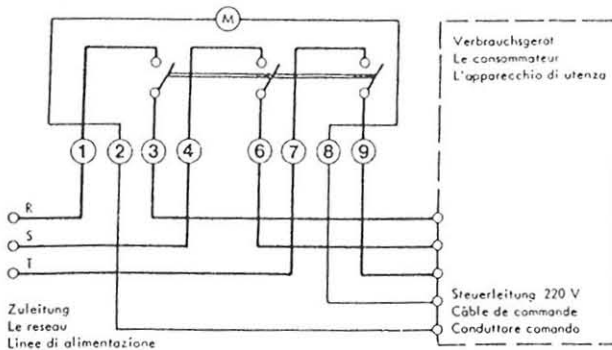 M
Verbrauchsgerät
Le consommateur
L'apparecchio di utenza
1 2 3 4 6 7 8 9
R
S
T
Steuerleitung 220 V
Câble de commande
Conduttore comando
Zuleitung
Le reseau
Linee di alimentazione